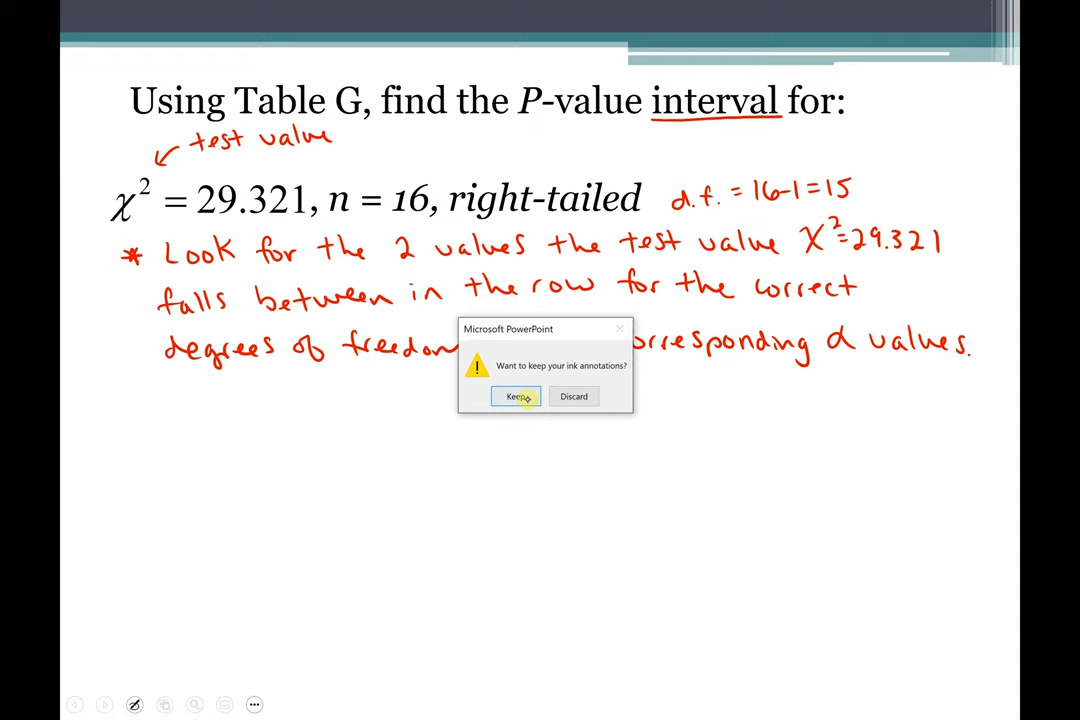 Using Table G, find the P-value interval for:
test value
χ² = 29.321, n = 16, right-tailed d.f. = 16-1=15
* Look for the 2 values the test value χ²=29.321
falls between in the row for the correct
degrees of freedom orresponding α values.
Microsoft PowerPoint
Want to keep your ink annotations?
Keep Discard